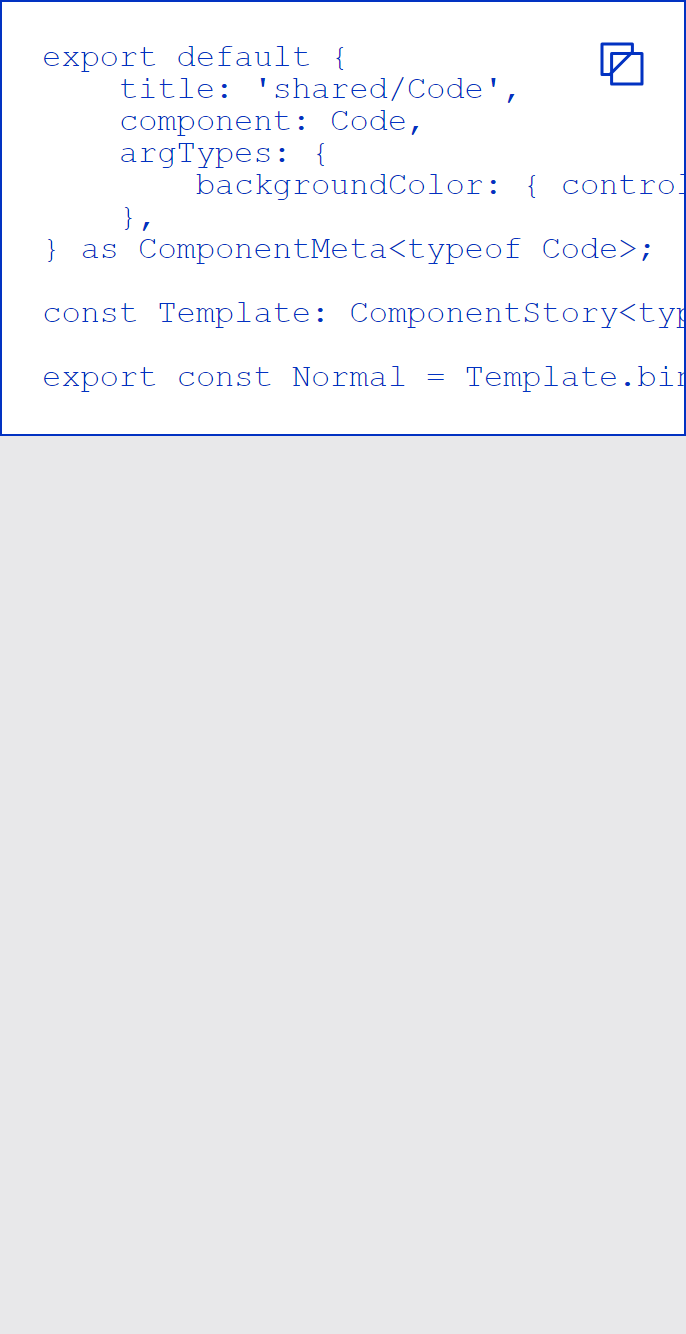 export default {
    title: 'shared/Code',
    component: Code,
    argTypes: {
        backgroundColor: { control
    },
} as ComponentMeta<typeof Code>;
const Template: ComponentStory<typ
export const Normal = Template.bin